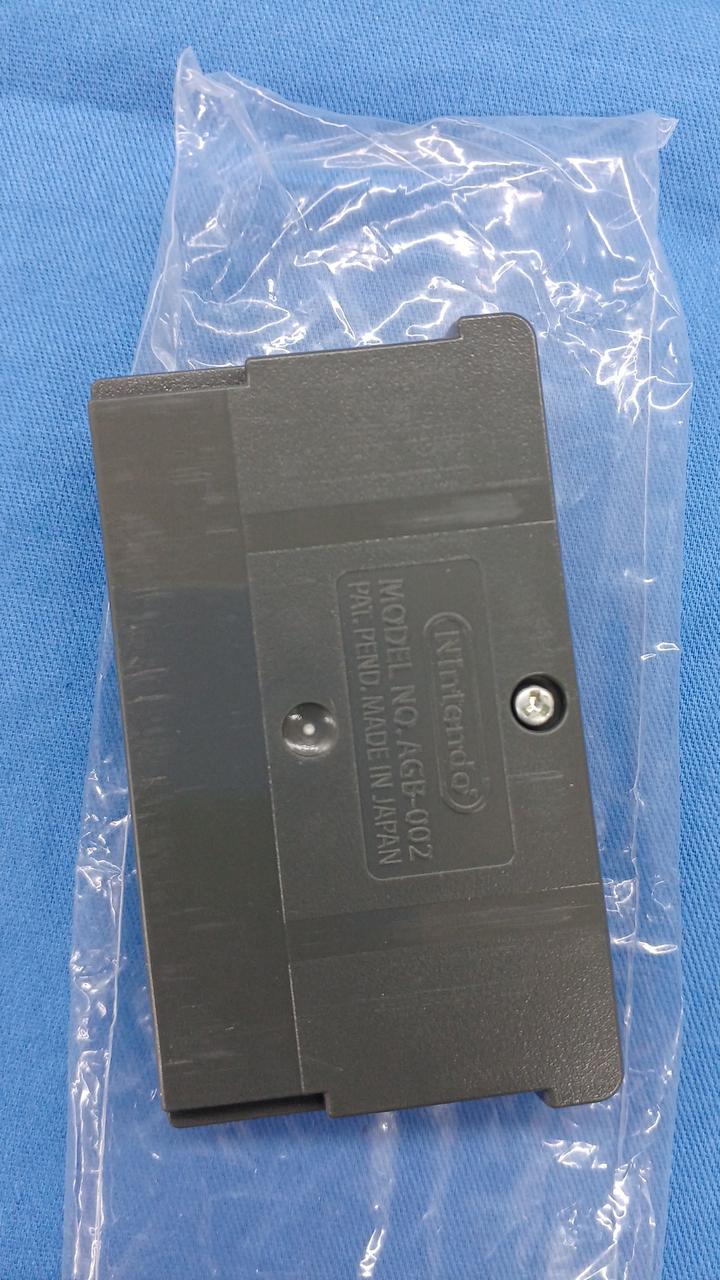 Nintendo®
MODEL NO. AGB-002
PAT. PEND. MADE IN JAPAN